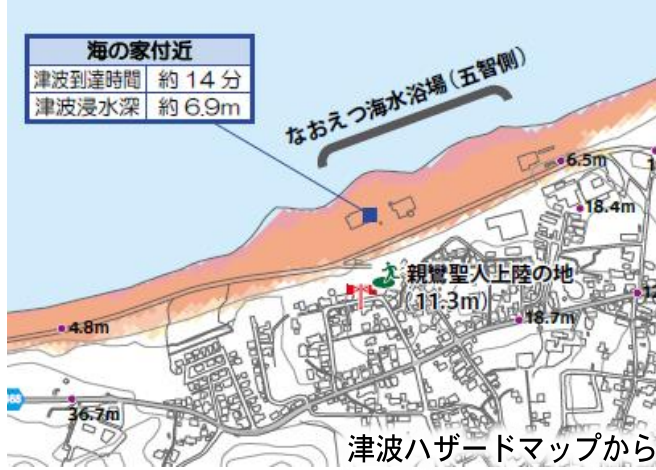 海の家付近
津波到達時間 約14分
津波浸水深 約6.9m
なおえつ海水浴場(五智側)
6.5m
18.4m
親鸞聖人上陸の地
(11.3m)
18.7m
4.8m
36.7m
津波ハザードマップから